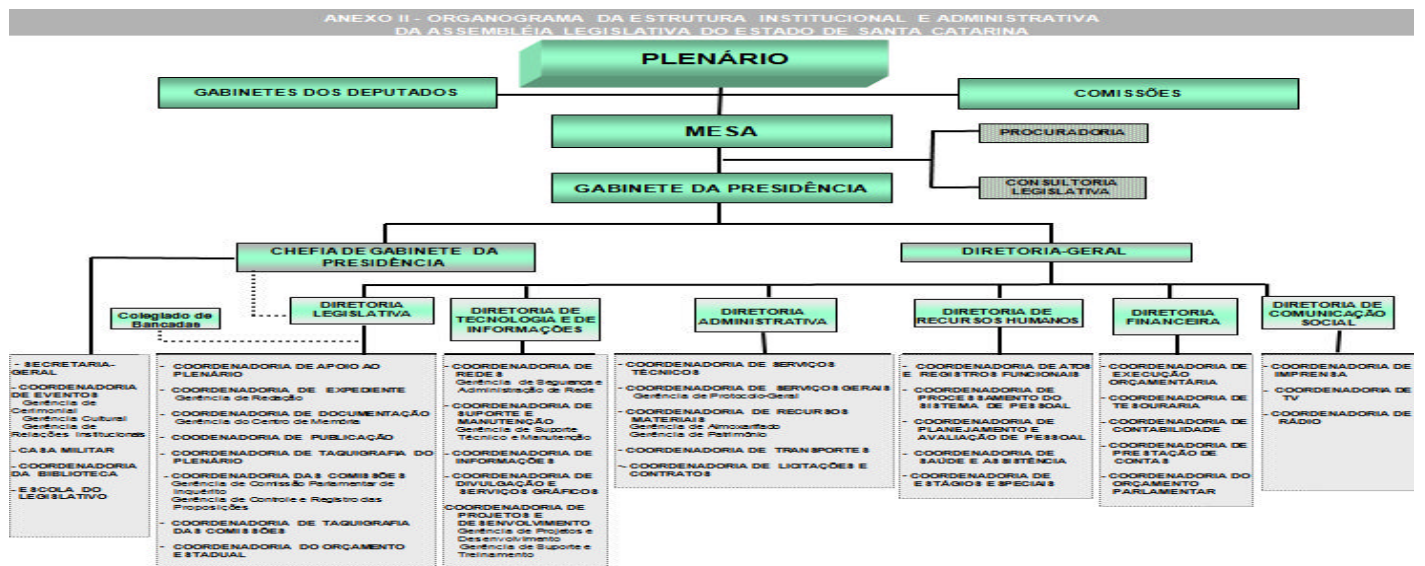 ANEXO II - ORGANOGRAMA DA ESTRUTURA INSTITUCIONAL E ADMINISTRATIVA
DA ASSEMBLÉIA LEGISLATIVA DO ESTADO DE SANTA CATARINA
PLENÁRIO
GABINETES DOS DEPUTADOS
COMISSÕES
MESA
PROCURADORIA
GABINETE DA PRESIDÊNCIA
CONSULTORIA
LEGISLATIVA
CHEFIA DE GABINETE DA
PRESIDÊNCIA
DIRETORIA-GERAL
Colegiado de
Bancadas
DIRETORIA
LEGISLATIVA
DIRETORIA DE
TECNOLOGIA E DE
INFORMAÇÕES
DIRETORIA
ADMINISTRATIVA
DIRETORIA DE
RECURSOS HUMANOS
DIRETORIA
FINANCEIRA
DIRETORIA DE
COMUNICAÇÃO
SOCIAL
- SECRETARIA-
GERAL
- COORDENADORIA
DE EVENTOS
Gerência de
Cerimonial
Gerência Cultural
Gerência de
Relações Institucionais
- CASA MILITAR
- COORDENADORIA
DA BIBLIOTECA
- ESCOLA DO
LEGISLATIVO
- COORDENADORIA DE APOIO AO
PLENÁRIO
- COORDENADORIA DE EXPEDIENTE
Gerência de Redação
- COORDENADORIA DE DOCUMENTAÇÃO
Gerência do Centro de Memória
- COODENADORIA DE PUBLICAÇÃO
- COORDENADORIA DE TAQUIGRAFIA DO
PLENÁRIO
- COORDENADORIA DAS COMISSÕES
Gerência de Comissão Parlamentar de
Inquérito
Gerência de Controle e Registro das
Proposições
- COORDENADORIA DE TAQUIGRAFIA
DAS COMISSÕES
- COORDENADORIA DO ORÇAMENTO
ESTADUAL
- COORDENADORIA DE
REDES
Gerência de Segurança e
Administração de Rede
- COORDENADORIA DE
SUPORTE E
MANUTENÇÃO
Gerência de Suporte
Técnico e Manutenção
- COORDENADORIA DE
INFORMAÇÕES
- COORDENADORIA DE
DIVULGAÇÃO E
SERVIÇOS GRÁFICOS
COORDENADORIA DE
PROJETOS E
DESENVOLVIMENTO
Gerência de Projetos e
Desenvolvimento
Gerência de Suporte e
Treinamento
- COORDENADORIA DE SERVIÇOS
TÉCNICOS
- COORDENADORIA DE SERVIÇOS GERAIS
Gerência de Protocolo-Geral
- COORDENADORIA DE RECURSOS
MATERIAIS
Gerência de Almoxarifado
Gerência de Patrimônio
- COORDENADORIA DE TRANSPORTES
- COORDENADORIA DE LICITAÇÕES E
CONTRATOS
- COORDENADORIA DE ATOS
E REGISTROS FUNCIONAIS
- COORDENADORIA DE
PROCESSAMENTO DO
SISTEMA DE PESSOAL
- COORDENADORIA DE
PLANEJAMENTO E
AVALIAÇÃO DE PESSOAL
- COORDENADORIA DE
SAÚDE E ASSISTÊNCIA
- COORDENADORIA DE
ESTÁGIOS ESPECIAIS
- COORDENADORIA DE
EXECUÇÃO
ORÇAMENTÁRIA
- COORDENADORIA DE
TESOURARIA
- COORDENADORIA DE
CONTABILIDADE
- COORDENADORIA DE
PRESTAÇÃO DE
CONTAS
- COORDENADORIA DO
ORÇAMENTO
PARLAMENTAR
- COORDENADORIA DE
IMPRENSA
- COORDENADORIA DE
TV
- COORDENADORIA DE
RÁDIO